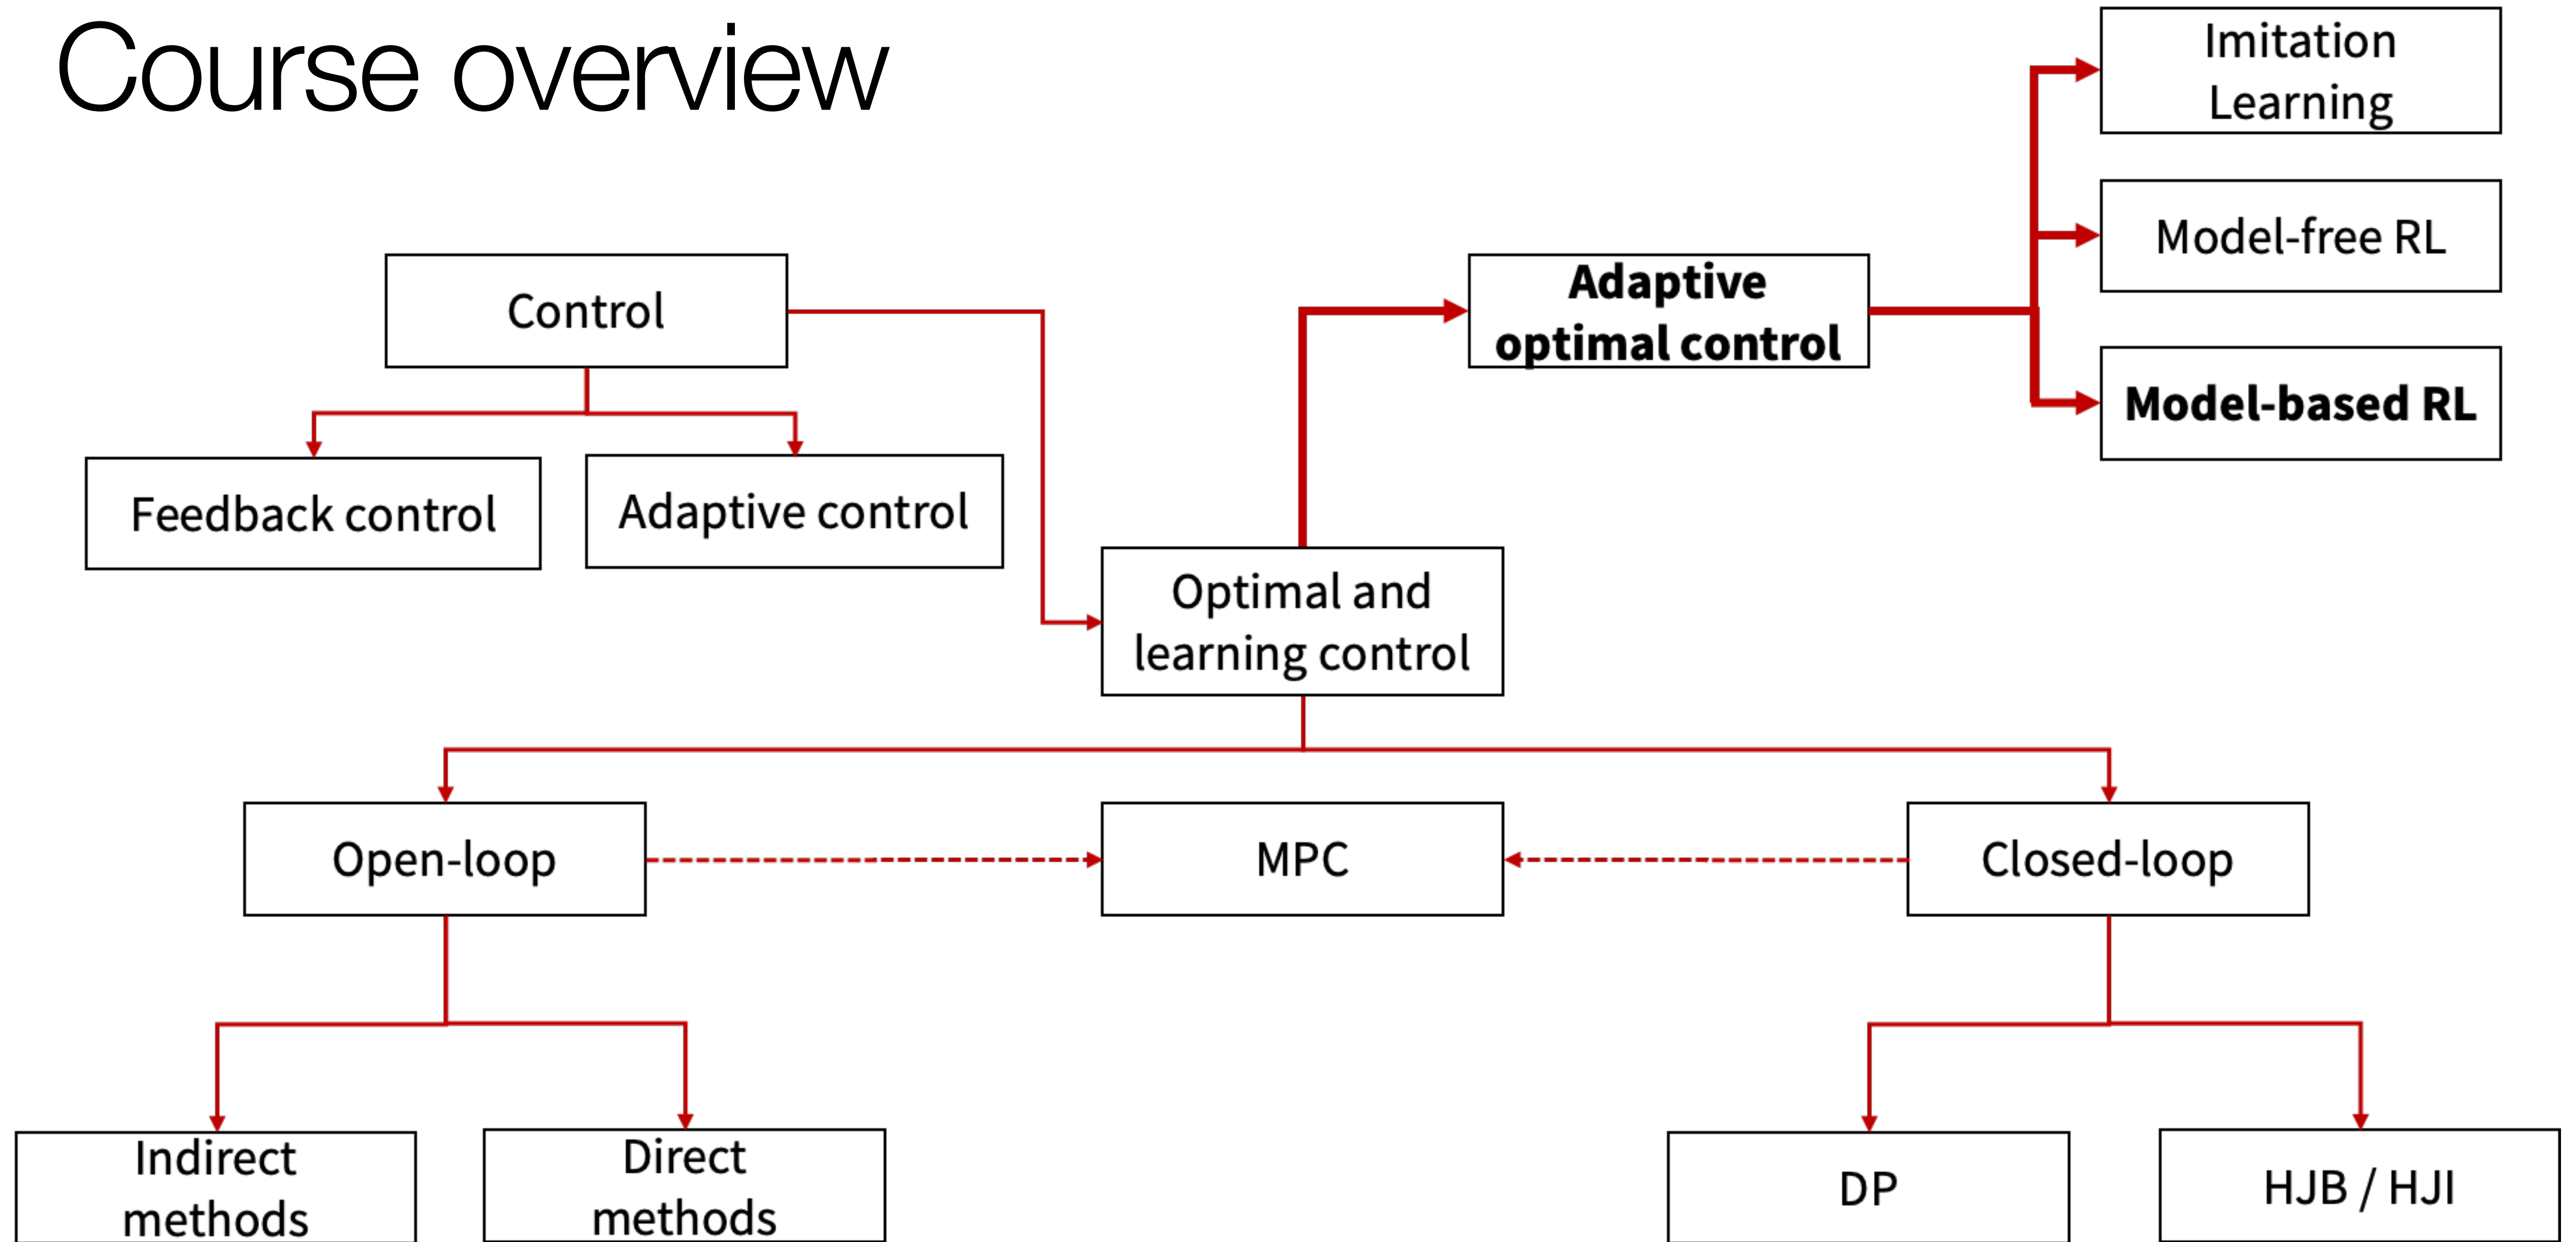 Course overview
Imitation
Learning
Model-free RL
Control
Adaptive
optimal control
Model-based RL
Feedback control
Adaptive control
Optimal and
learning control
Open-loop
MPC
Closed-loop
Indirect
methods
Direct
methods
DP
HJB / HJI